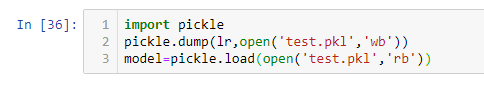 In [36]:
1 import pickle
2 pickle.dump(lr,open('test.pkl','wb'))
3 model=pickle.load(open('test.pkl','rb'))